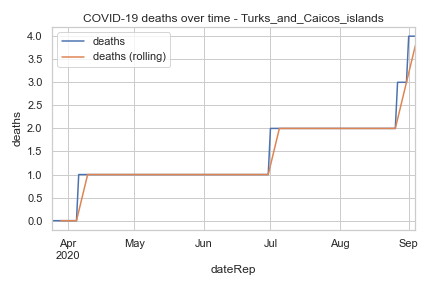 COVID-19 deaths over time - Turks_and_Caicos_islands
deaths
deaths (rolling)
4.0
3.5
3.0
2.5
2.0
1.5
1.0
0.5
0.0
deaths
Apr
2020
May
Jun
Jul
Aug
Sep
dateRep